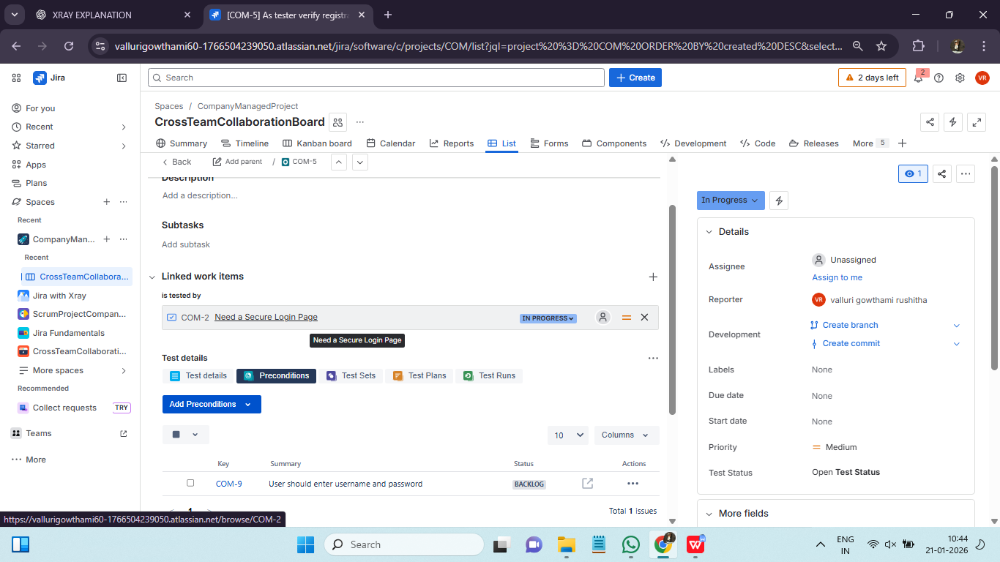 XRAY EXPLANATION
[COM-5] As tester verify registra
vallurigowthami60-1766504239050.atlassian.net/jira/software/c/projects/COM/list?jql=project%20%3D%20COM%20ORDER%20BY%20created%20DESC&selec...
Jira
Search
+ Create
2 days left
2
VR
For you
Recent
Starred
Apps
Plans
Spaces
Recent
CompanyMan...
Recent
CrossTeamCollabora...
Jira with Xray
ScrumProjectCompan...
Jira Fundamentals
CrossTeamCollaborati...
More spaces
Recommended
Collect requests
TRY
Teams
More
Spaces / CompanyManagedProject
CrossTeamCollaborationBoard
Summary
Timeline
Kanban board
Calendar
Reports
List
Forms
Components
Development
Code
Releases
More 5
Back
Add parent / COM-5
Description
Add a description...
Subtasks
Add subtask
Linked work items
is tested by
COM-2 Need a Secure Login Page
IN PROGRESS
Need a Secure Login Page
Test details
Test details
Preconditions
Test Sets
Test Plans
Test Runs
Add Preconditions
10
Columns
Key Summary Status Actions
COM-9 User should enter username and password BACKLOG
1
Total 1 issues
1
In Progress
Details
Assignee
Unassigned
Assign to me
Reporter
VR valluri gowthami rushitha
Development
Create branch
Create commit
Labels None
Due date None
Start date None
Priority Medium
Test Status Open Test Status
More fields
https://vallurigowthami60-1766504239050.atlassian.net/browse/COM-2
Search
ENG
IN
10:44
21-01-2026